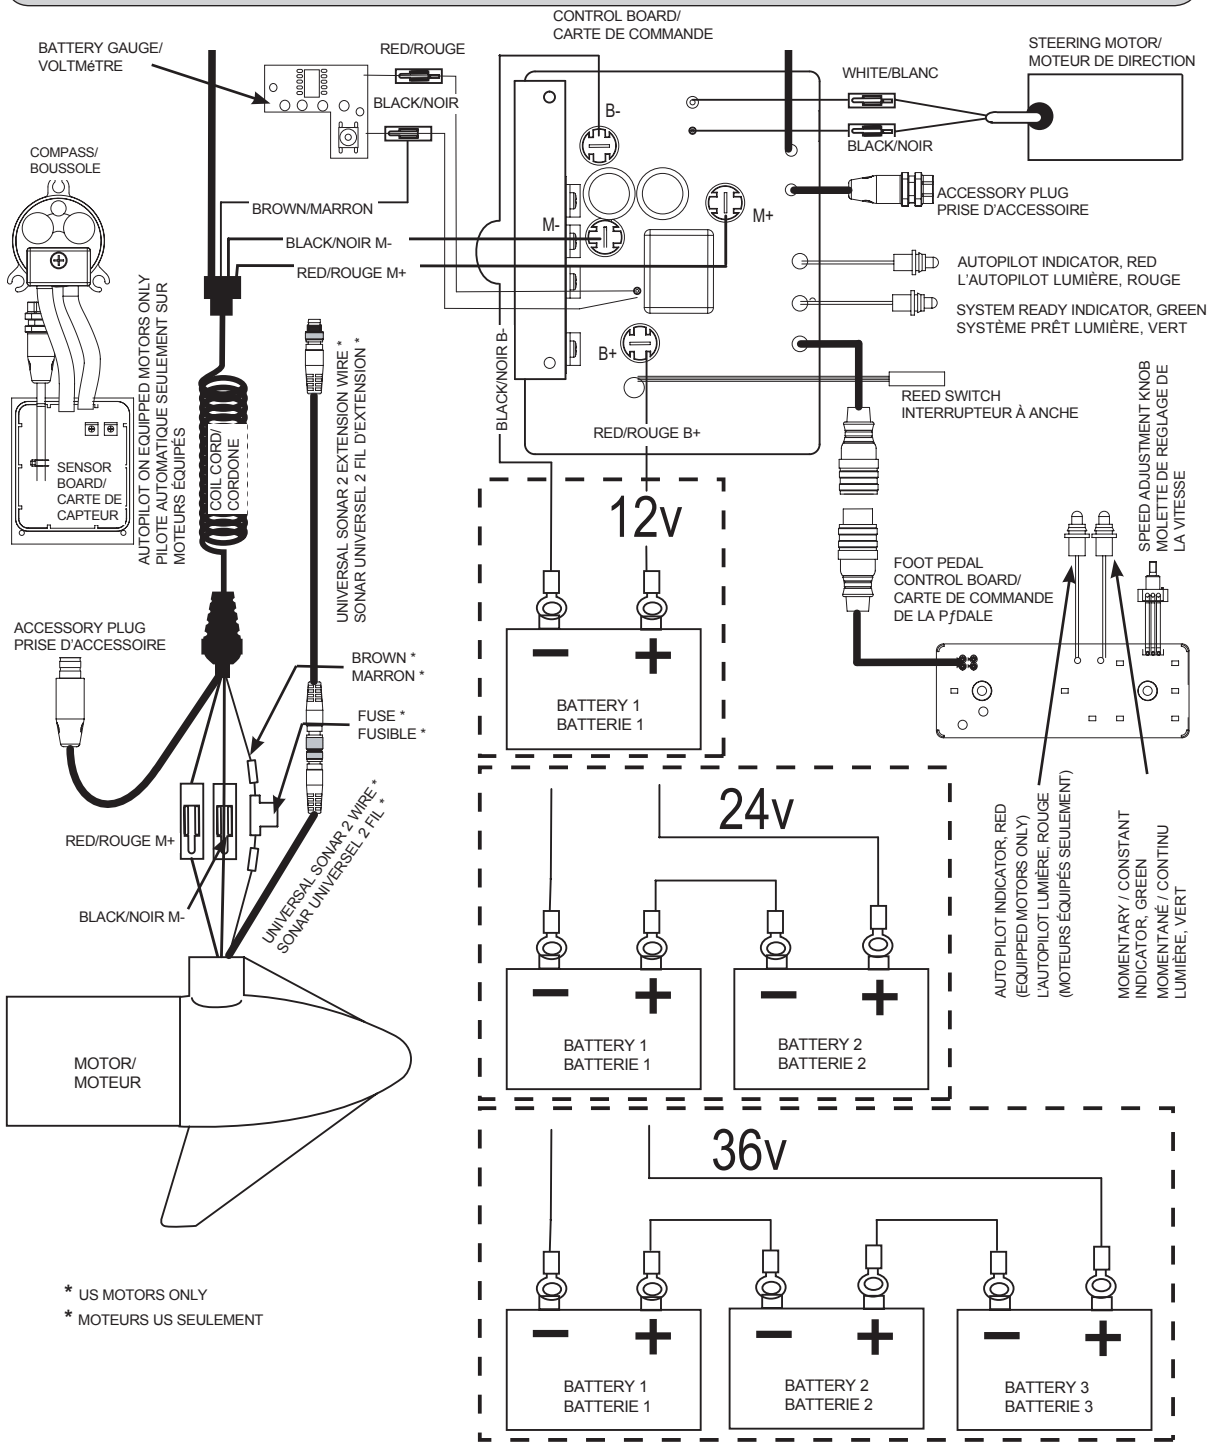 CONTROL BOARD/
CARTE DE COMMANDE
BATTERY GAUGE/
VOLTMéTRE
RED/ROUGE
BLACK/NOIR
WHITE/BLANC
BLACK/NOIR
STEERING MOTOR/
MOTEUR DE DIRECTION
B-
COMPASS/
BOUSSOLE
ACCESSORY PLUG
PRISE D'ACCESSOIRE
BROWN/MARRON
M-
M+
BLACK/NOIR M-
RED/ROUGE M+
AUTOPILOT INDICATOR, RED
L'AUTOPILOT LUMIÈRE, ROUGE
SYSTEM READY INDICATOR, GREEN
SYSTÈME PRÊT LUMIÈRE, VERT
B+
BLACK/NOIR B-
REED SWITCH
INTERRUPTEUR À ANCHE
RED/ROUGE B+
AUTOPILOT ON EQUIPPED MOTORS ONLY
PILOTE AUTOMATIQUE SEULEMENT SUR
MOTEURS ÉQUIPÉS
COIL CORD/
CORDONE
UNIVERSAL SONAR 2 EXTENSION WIRE *
SONAR UNIVERSEL 2 FIL D'EXTENSION *
SENSOR
BOARD/
CARTE DE
CAPTEUR
SPEED ADJUSTMENT KNOB
MOLETTE DE REGLAGE DE
LA VITESSE
12v
FOOT PEDAL
CONTROL BOARD/
CARTE DE COMMANDE
DE LA PƒDALE
ACCESSORY PLUG
PRISE D'ACCESSOIRE
BROWN *
MARRON *
FUSE *
FUSIBLE *
BATTERY 1
BATTERIE 1
RED/ROUGE M+
BLACK/NOIR M-
UNIVERSAL SONAR 2 WIRE *
SONAR UNIVERSEL 2 FIL *
24v
AUTO PILOT INDICATOR, RED
(EQUIPPED MOTORS ONLY)
L'AUTOPILOT LUMIÈRE, ROUGE
(MOTEURS ÉQUIPÉS SEULEMENT)
MOMENTARY / CONSTANT
INDICATOR, GREEN
MOMENTANÉ / CONTINU
LUMIÈRE, VERT
BATTERY 1
BATTERIE 1
BATTERY 2
BATTERIE 2
MOTOR/
MOTEUR
36v
* US MOTORS ONLY
* MOTEURS US SEULEMENT
BATTERY 1
BATTERIE 1
BATTERY 2
BATTERIE 2
BATTERY 3
BATTERIE 3